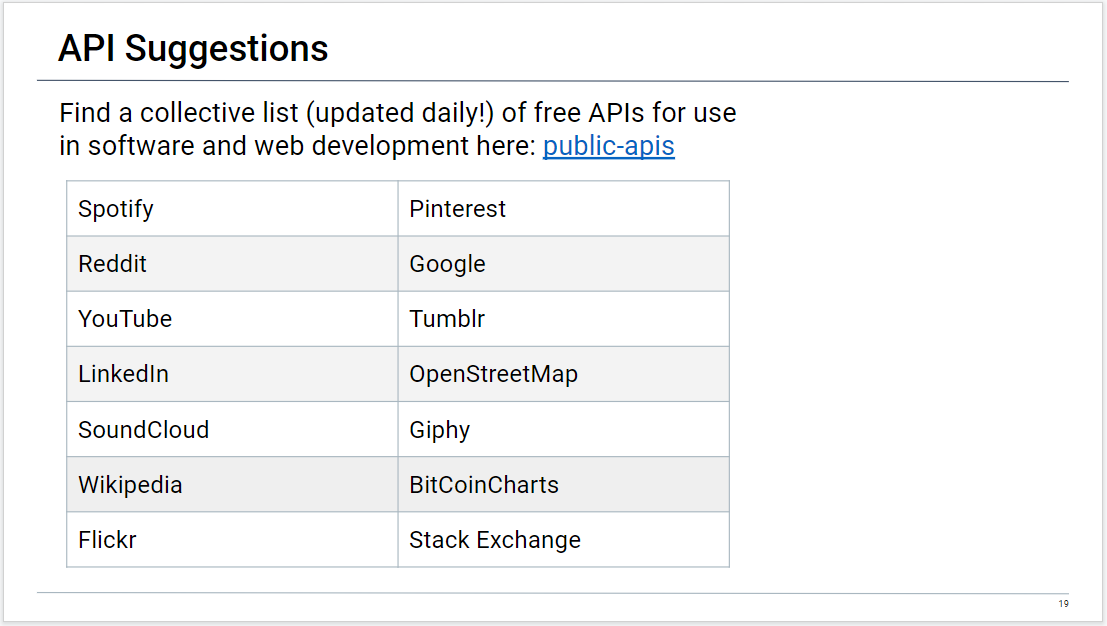 API Suggestions
Find a collective list (updated daily!) of free APIs for use
in software and web development here: public-apis
Spotify Pinterest
Reddit Google
YouTube Tumblr
LinkedIn OpenStreetMap
SoundCloud Giphy
Wikipedia BitCoinCharts
Flickr Stack Exchange
19